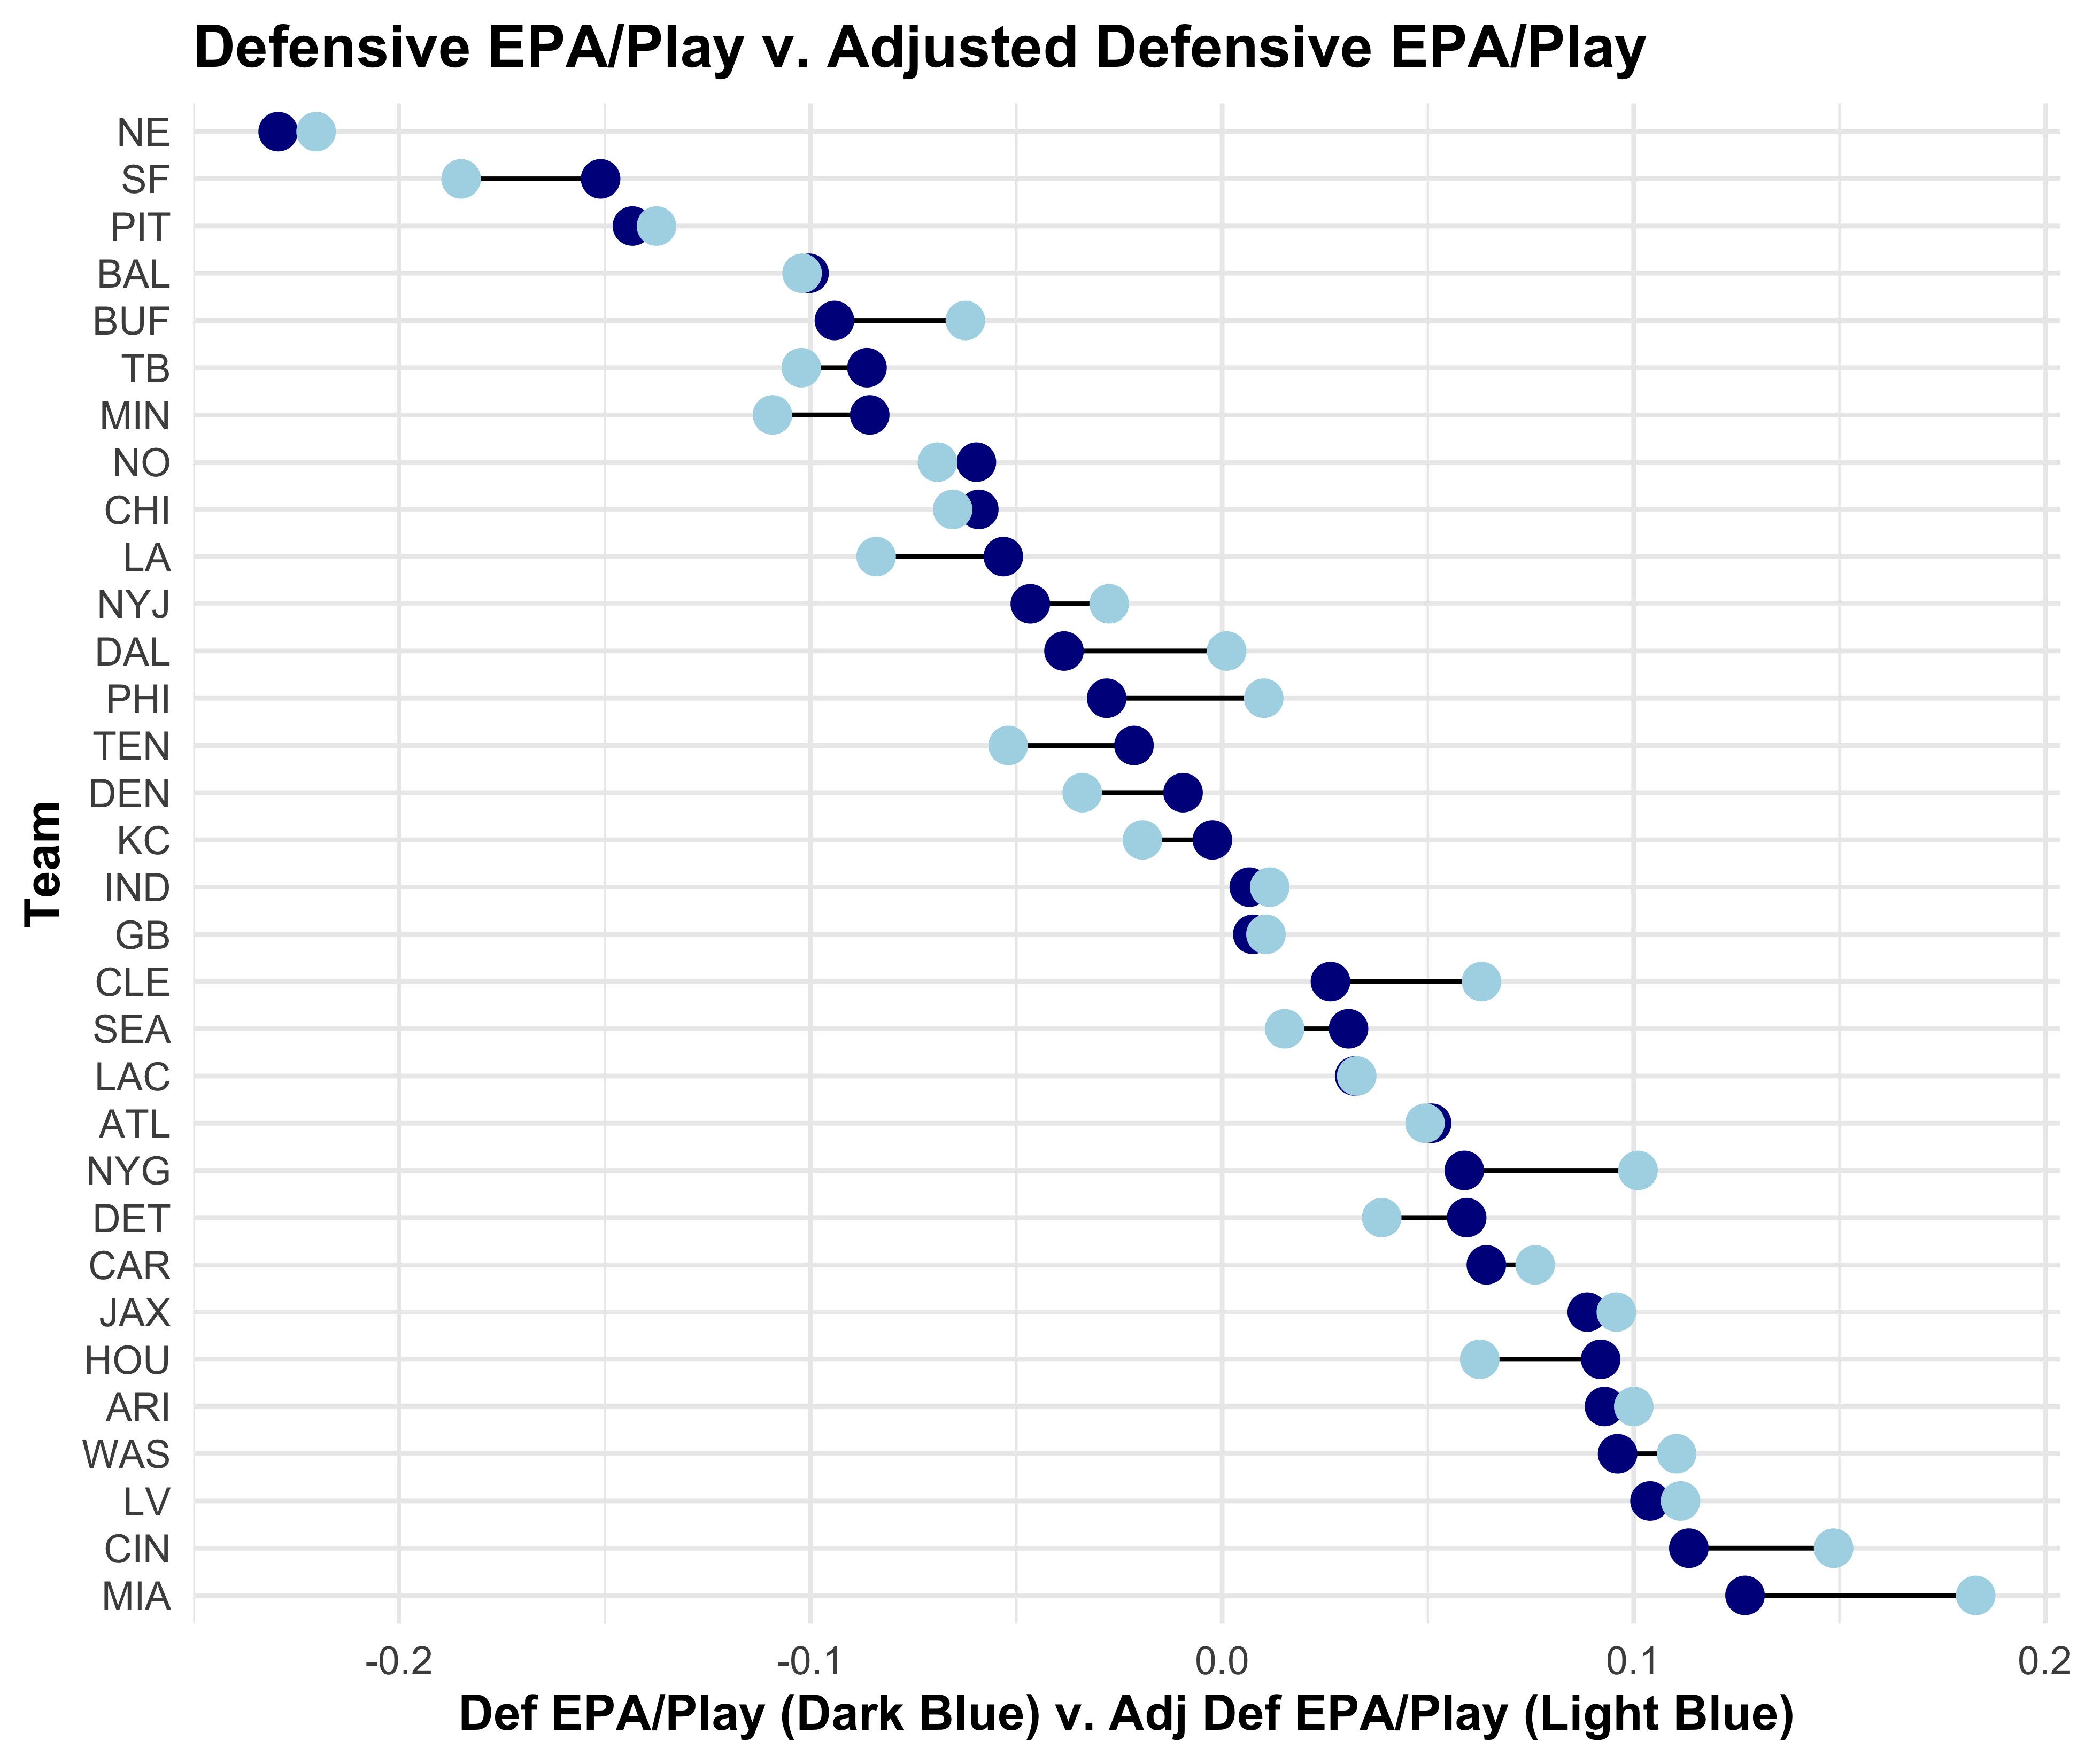 Defensive EPA/Play v. Adjusted Defensive EPA/Play
NE
SF
PIT
BAL
BUF
TB
MIN
NO
CHI
LA
NYJ
DAL
PHI
TEN
DEN
KC
IND
GB
CLE
SEA
LAC
ATL
NYG
DET
CAR
JAX
HOU
ARI
WAS
LV
CIN
MIA
Team
-0.2 -0.1 0.0 0.1 0.2
Def EPA/Play (Dark Blue) v. Adj Def EPA/Play (Light Blue)